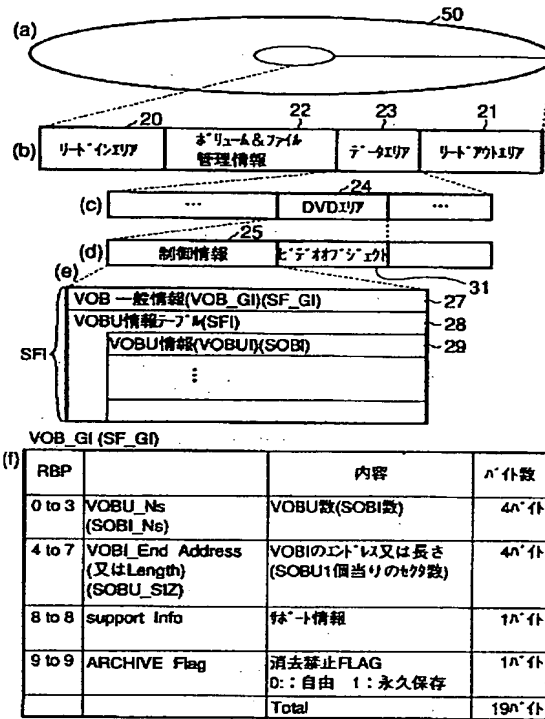 (a)
50
20
22
23
21
(b)
リードインエリア
ボリューム&ファイル
管理情報
データエリア
リードアウトエリア
24
(c)
…
DVDエリア
…
25
(d)
制御情報
ビデオオブジェクト
31
(e)
VOB 一般情報(VOB_GI)(SF_GI)
27
VOBU情報テーブル(SFI)
28
VOBU情報(VOBUI)(SOBI)
29
SFI
⋮
VOB_GI (SF_GI)
(f)
RBP 内容 バイト数
0 to 3 VOBU_Ns VOBU数(SOBI数) 4バイト
(SOBI_Ns)
4 to 7 VOBI_End Address VOBIのエンドレス又は長さ 4バイト
(又はLength) (SOBU1個当りのセクタ数)
(SOBU_SIZ)
8 to 8 support Info サポート情報 1バイト
9 to 9 ARCHIVE Flag 消去禁止FLAG 1バイト
0:：自由 1：永久保存
Total 19バイト